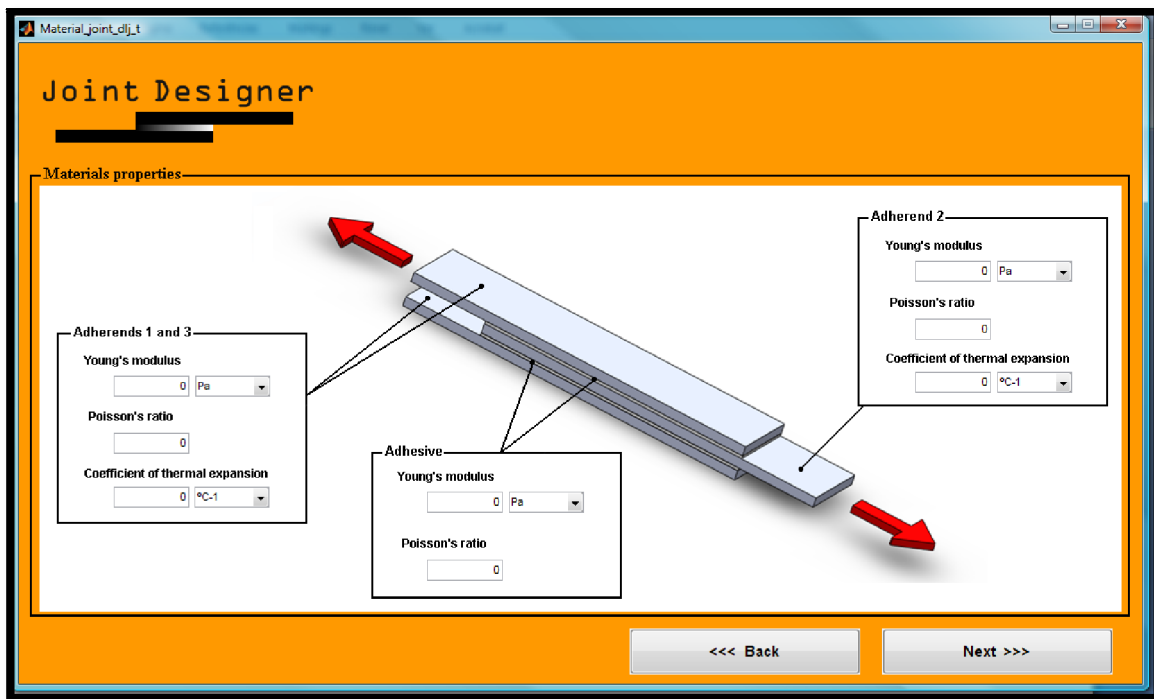 Material_joint_dlj_t
Joint Designer
Materials properties
Adherend 2
Young's modulus
0 Pa
Poisson's ratio
0
Coefficient of thermal expansion
0 ºC-1
Adherends 1 and 3
Young's modulus
0 Pa
Poisson's ratio
0
Coefficient of thermal expansion
0 ºC-1
Adhesive
Young's modulus
0 Pa
Poisson's ratio
0
<<< Back
Next >>>